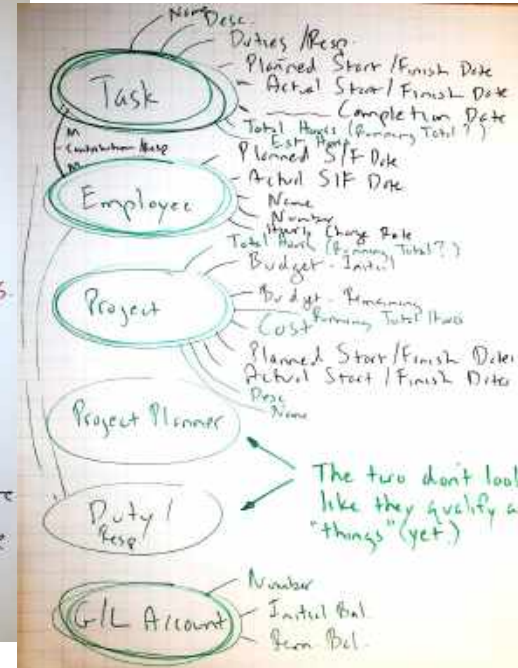 Name
Desc.
Duties / Resp.
Planned Start / Finish Date
Actual Start / Finish Date
Completion Date
Task
Total Hours (Running Total?)
Est Hours
M
Contribution / Resp
M
Planned S/F Date
Actual S/F Date
Employee
Name
Number
Hourly Charge Rate
Total Hours (Running Total?)
Budget - Initial
Project
Budget - Remaining
Running Total Hours
Cost
Planned Start / Finish Dates
Actual Start / Finish Dates
Desc
Name
Project Planner
The two don't look
like they qualify a
"things" (yet)
Duty /
Resp
Number
G/L Account
Initial Bal.
Rem Bal.